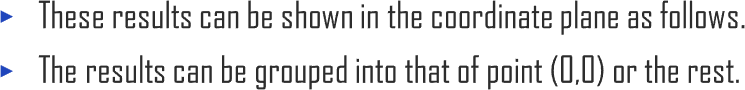 ► These results can be shown in the coordinate plane as follows.
► The results can be grouped into that of point (0,0) or the rest.